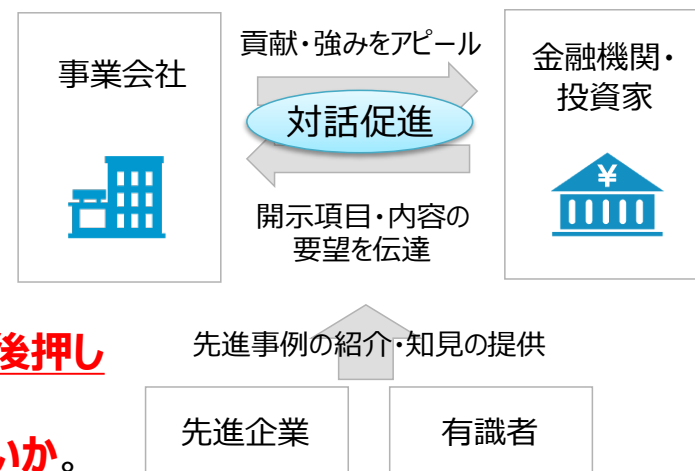 事業会社
貢献・強みをアピール
対話促進
開示項目・内容の
要望を伝達
金融機関・
投資家
¥
後押し
先進事例の紹介・知見の提供
先進企業
有識者
いか。